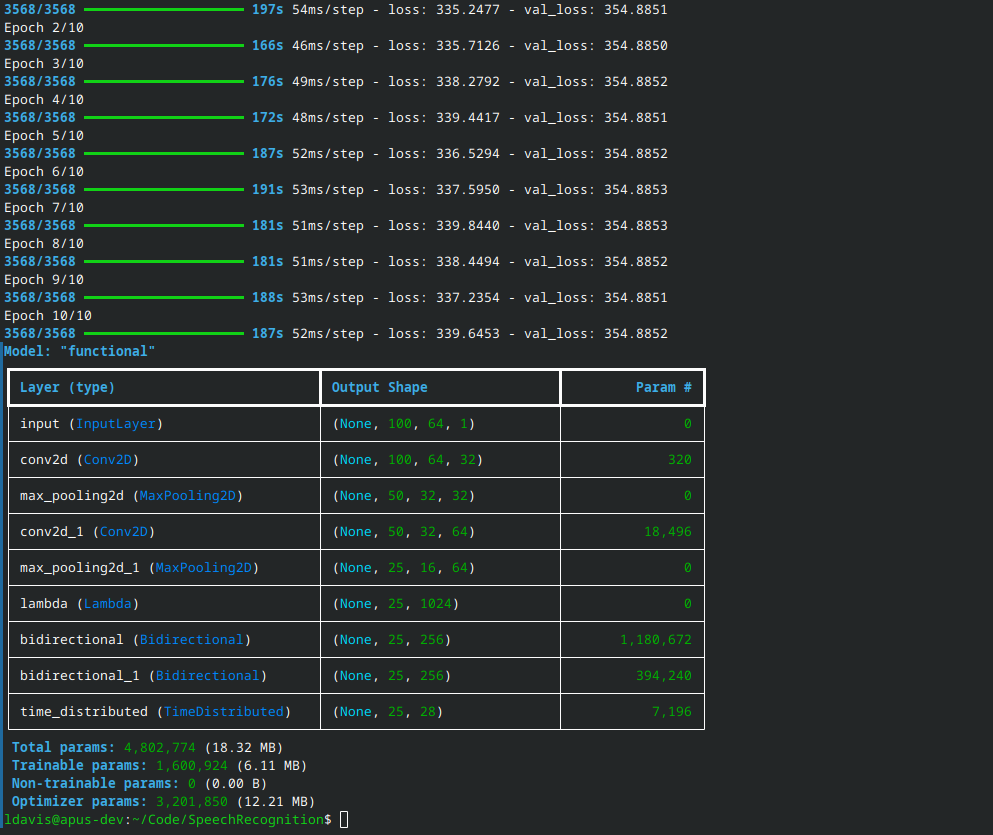 3568/3568 197s 54ms/step - loss: 335.2477 - val_loss: 354.8851
Epoch 2/10
3568/3568 166s 46ms/step - loss: 335.7126 - val_loss: 354.8850
Epoch 3/10
3568/3568 176s 49ms/step - loss: 338.2792 - val_loss: 354.8852
Epoch 4/10
3568/3568 172s 48ms/step - loss: 339.4417 - val_loss: 354.8851
Epoch 5/10
3568/3568 187s 52ms/step - loss: 336.5294 - val_loss: 354.8852
Epoch 6/10
3568/3568 191s 53ms/step - loss: 337.5950 - val_loss: 354.8853
Epoch 7/10
3568/3568 181s 51ms/step - loss: 339.8440 - val_loss: 354.8853
Epoch 8/10
3568/3568 181s 51ms/step - loss: 338.4494 - val_loss: 354.8852
Epoch 9/10
3568/3568 188s 53ms/step - loss: 337.2354 - val_loss: 354.8851
Epoch 10/10
3568/3568 187s 52ms/step - loss: 339.6453 - val_loss: 354.8852
Model: "functional"
Layer (type) Output Shape Param #
input (InputLayer) (None, 100, 64, 1) 0
conv2d (Conv2D) (None, 100, 64, 32) 320
max_pooling2d (MaxPooling2D) (None, 50, 32, 32) 0
conv2d_1 (Conv2D) (None, 50, 32, 64) 18,496
max_pooling2d_1 (MaxPooling2D) (None, 25, 16, 64) 0
lambda (Lambda) (None, 25, 1024) 0
bidirectional (Bidirectional) (None, 25, 256) 1,180,672
bidirectional_1 (Bidirectional) (None, 25, 256) 394,240
time_distributed (TimeDistributed) (None, 25, 28) 7,196
Total params: 4,802,774 (18.32 MB)
Trainable params: 1,600,924 (6.11 MB)
Non-trainable params: 0 (0.00 B)
Optimizer params: 3,201,850 (12.21 MB)
ldavis@apus-dev:~/Code/SpeechRecognition$